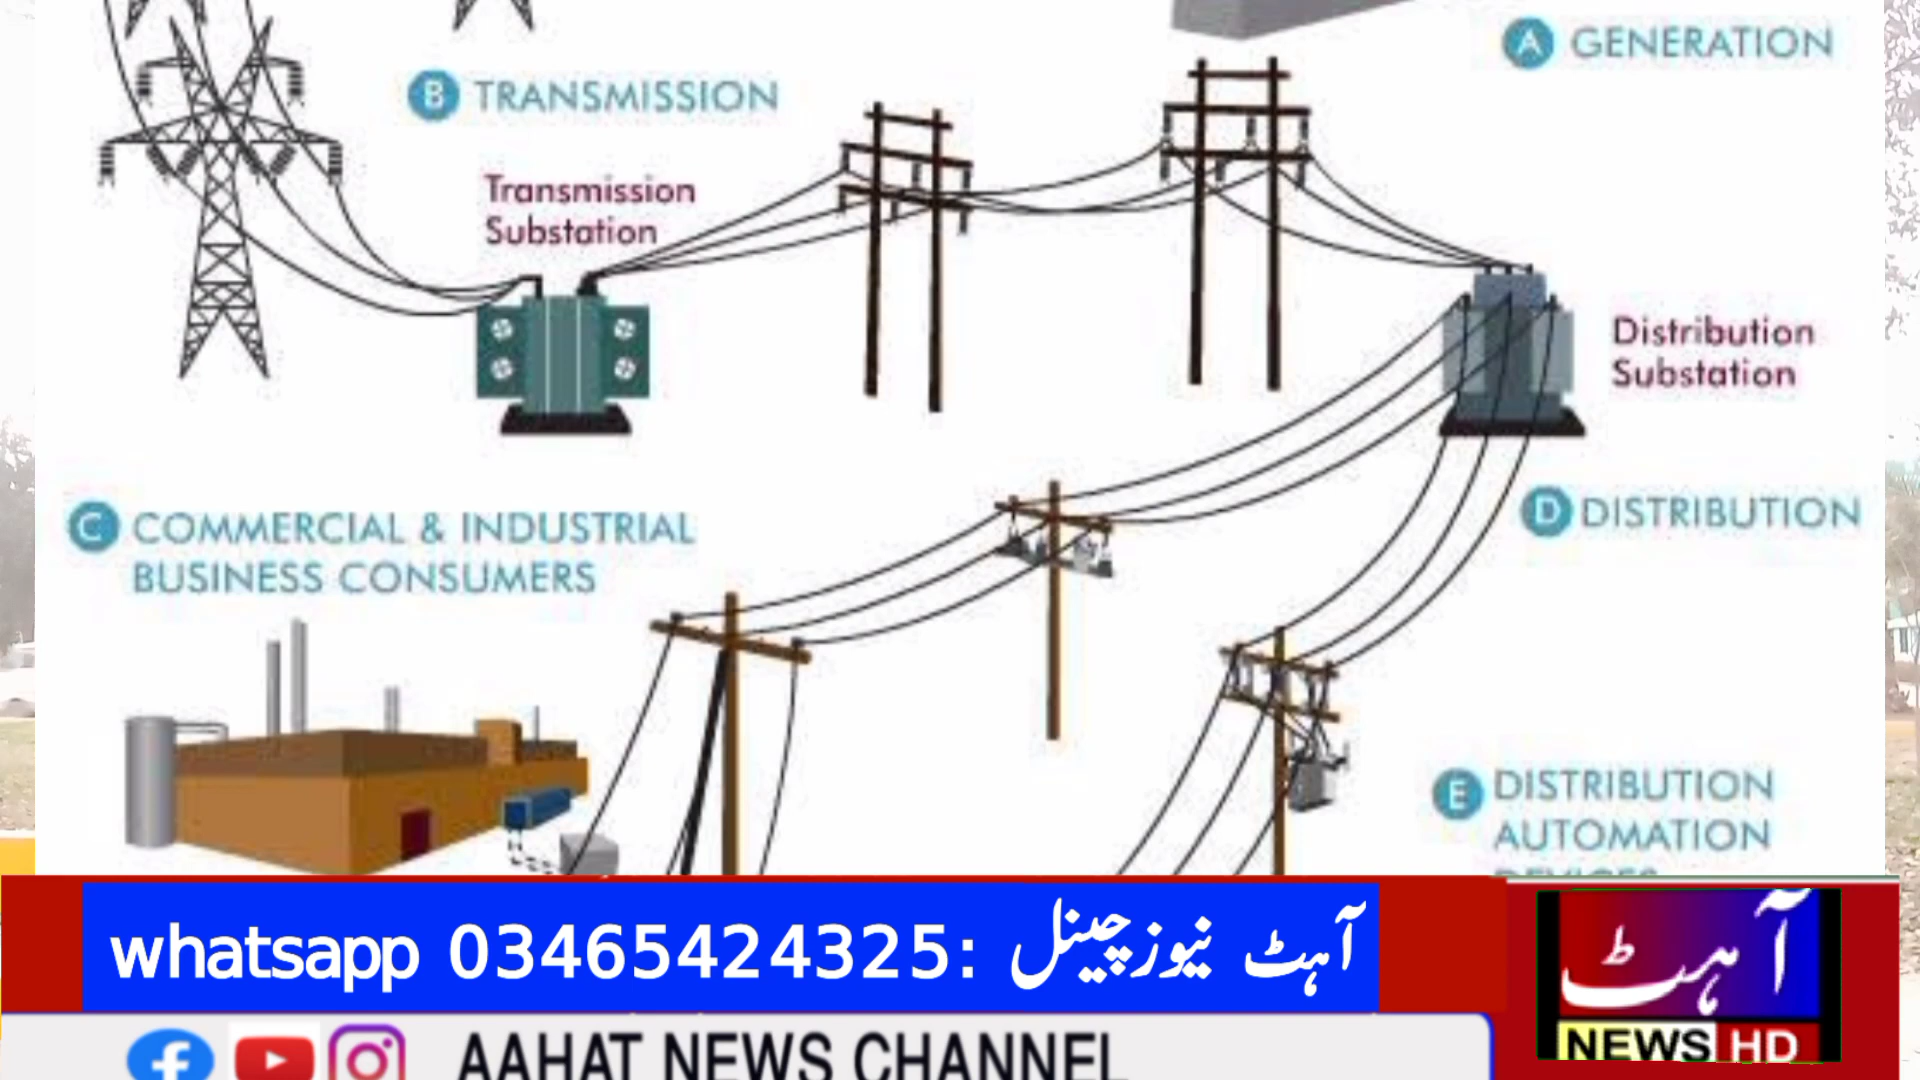 A GENERATION
B TRANSMISSION
Transmission
Substation
Distribution
Substation
C COMMERCIAL & INDUSTRIAL
BUSINESS CONSUMERS
D DISTRIBUTION
E DISTRIBUTION
AUTOMATION
DEVICES
آہٹ نیوزچینل :03465424325 whatsapp
آہٹ
NEWS HD
AAHAT NEWS CHANNEL